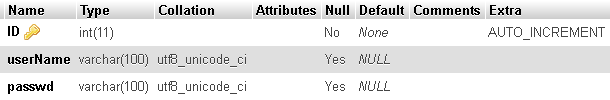 Name Type Collation Attributes Null Default Comments Extra
ID int(11) No None AUTO_INCREMENT
userName varchar(100) utf8_unicode_ci Yes NULL
passwd varchar(100) utf8_unicode_ci Yes NULL